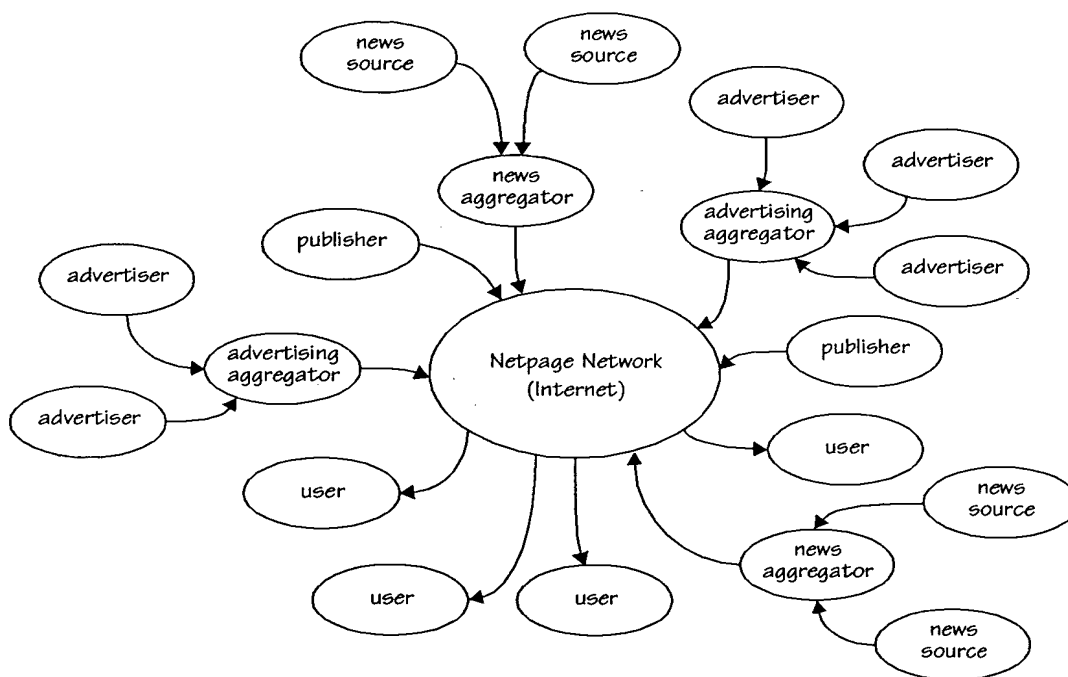 news
source
news
source
advertiser
advertiser
news
aggregator
advertising
aggregator
publisher
advertiser
advertiser
publisher
advertising
aggregator
Netpage Network
(Internet)
advertiser
user
user
news
source
news
aggregator
user
user
news
source